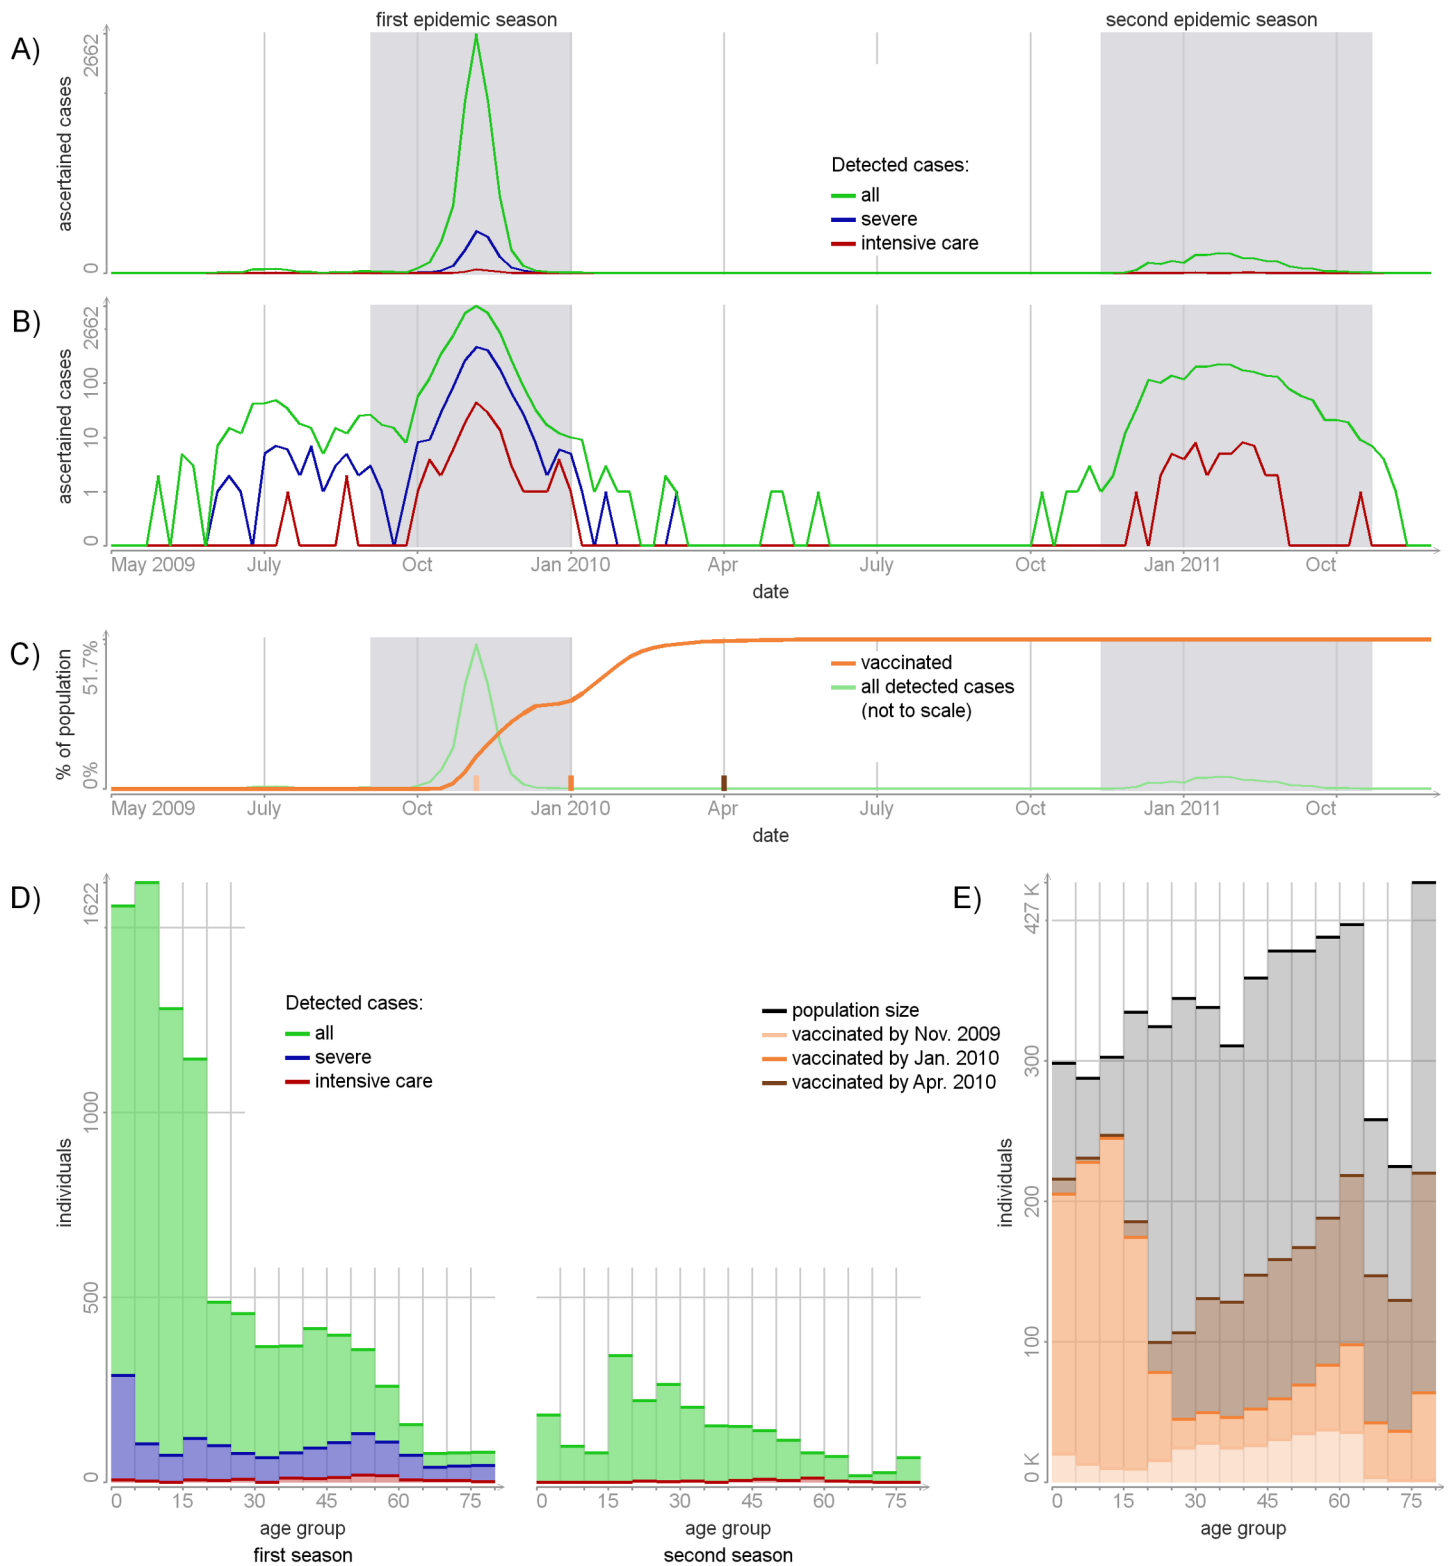 first epidemic season
second epidemic season
A)
ascertained cases
2662
0
Detected cases:
all
severe
intensive care
B)
ascertained cases
2662
100
10
1
0
May 2009 July Oct Jan 2010 Apr July Oct Jan 2011 Oct
date
C)
% of population
51.7%
0%
vaccinated
all detected cases
(not to scale)
May 2009 July Oct Jan 2010 Apr July Oct Jan 2011 Oct
date
D)
individuals
1622
1000
500
0
Detected cases:
all
severe
intensive care
0 15 30 45 60 75
age group
first season
0 15 30 45 60 75
age group
second season
population size
vaccinated by Nov. 2009
vaccinated by Jan. 2010
vaccinated by Apr. 2010
E)
individuals
427 K
300
200
100
0 K
0 15 30 45 60 75
age group